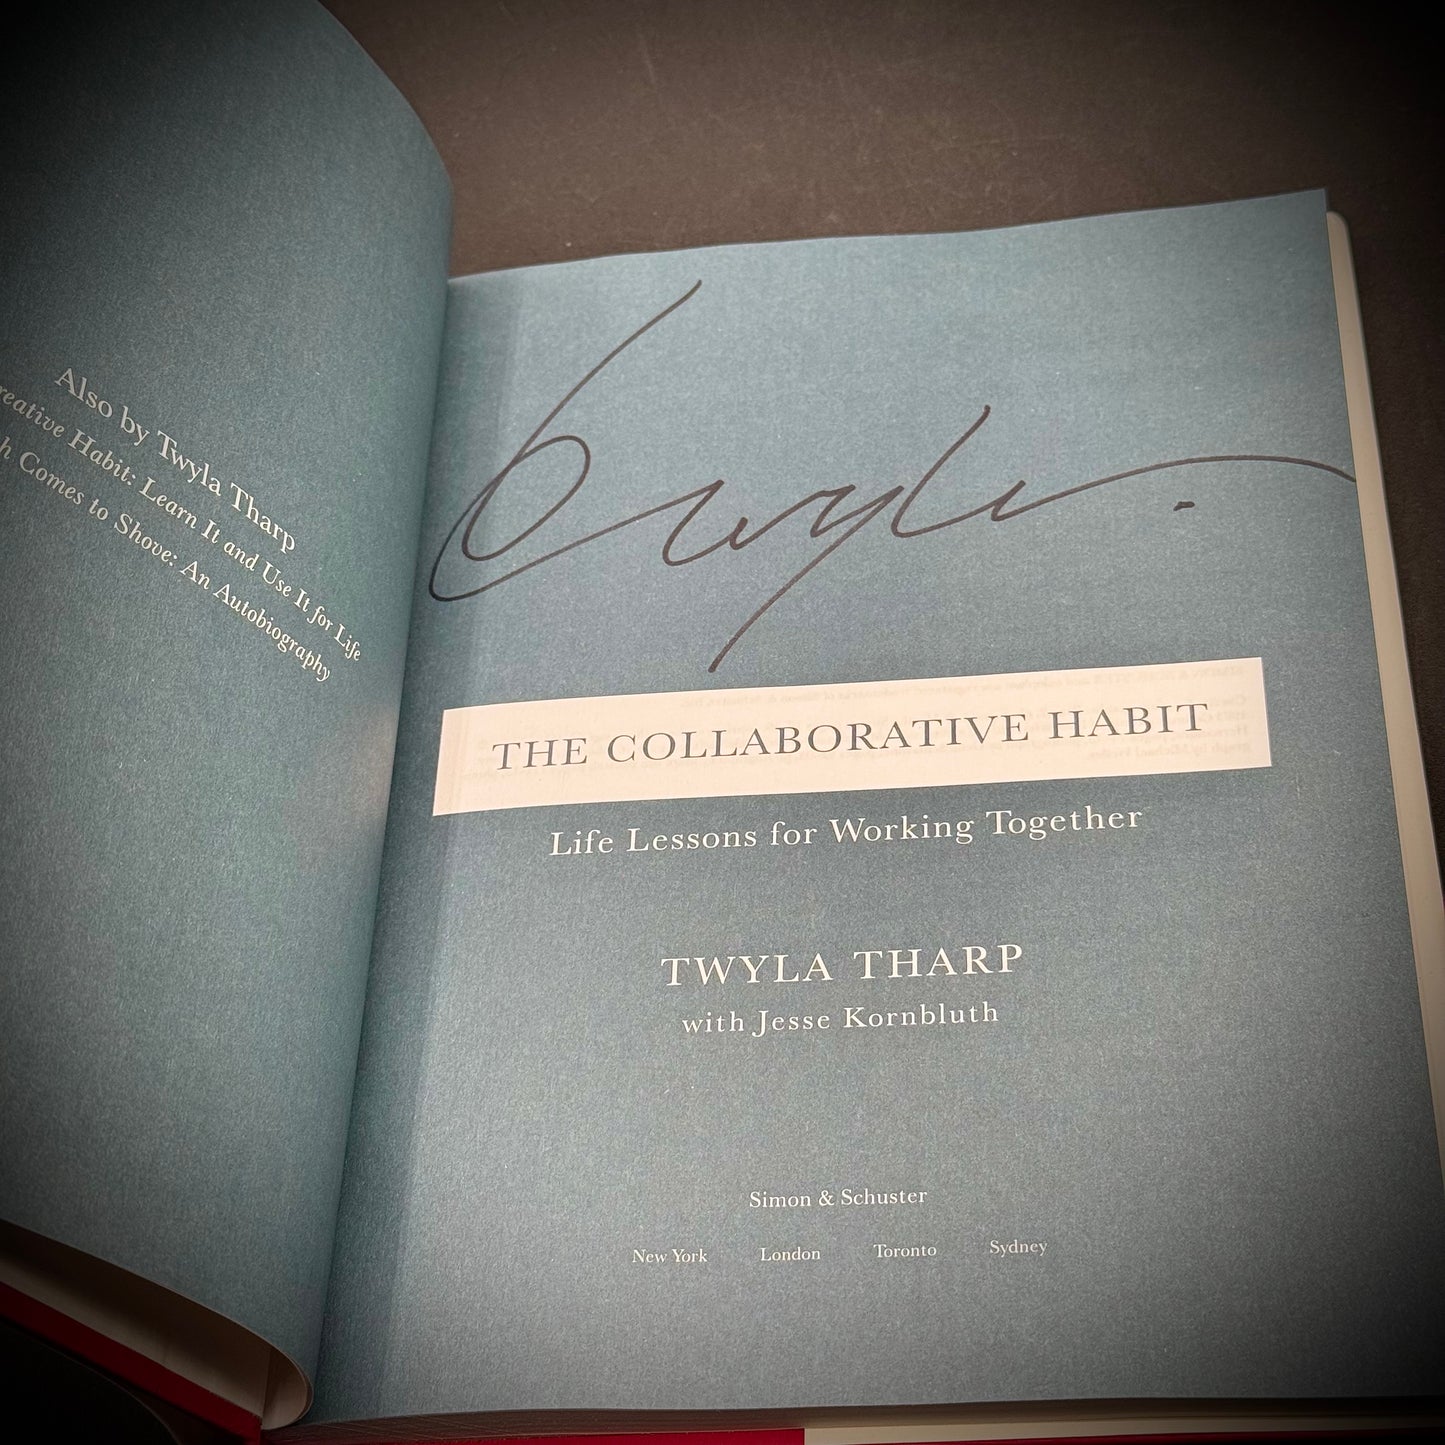 Also by Twyla Tharp
Habit: Learn It and Use It for Life
Comes to Shove: An Autobiography
Twyla
THE COLLABORATIVE HABIT
Life Lessons for Working Together
TWYLA THARP
with Jesse Kornbluth
Simon & Schuster
New York London Toronto Sydney